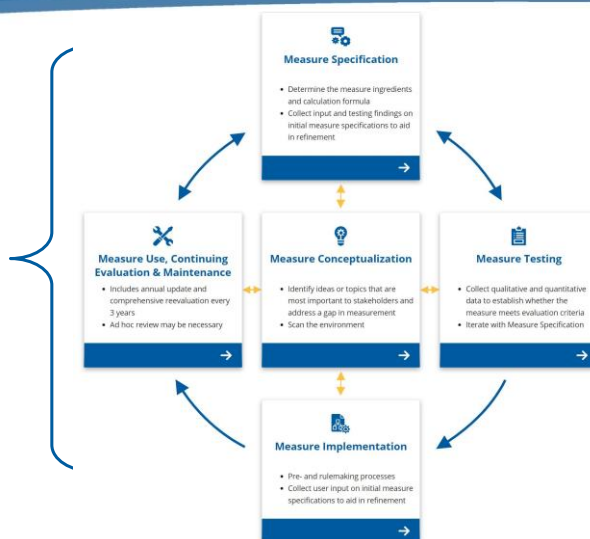 Measure Specification
• Determine the measure ingredients
and calculation formula
• Collect input and testing findings on
initial measure specifications to aid
in refinement
Measure Use, Continuing
Evaluation & Maintenance
• Includes annual update and
comprehensive reevaluation every
3 years
• Ad hoc review may be necessary
Measure Conceptualization
• Identify ideas or topics that are
most important to stakeholders and
address a gap in measurement
• Scan the environment
Measure Testing
• Collect qualitative and quantitative
data to establish whether the
measure meets evaluation criteria
• Iterate with Measure Specification
Measure Implementation
• Pre- and rulemaking processes
• Collect user input on initial measure
specifications to aid in refinement